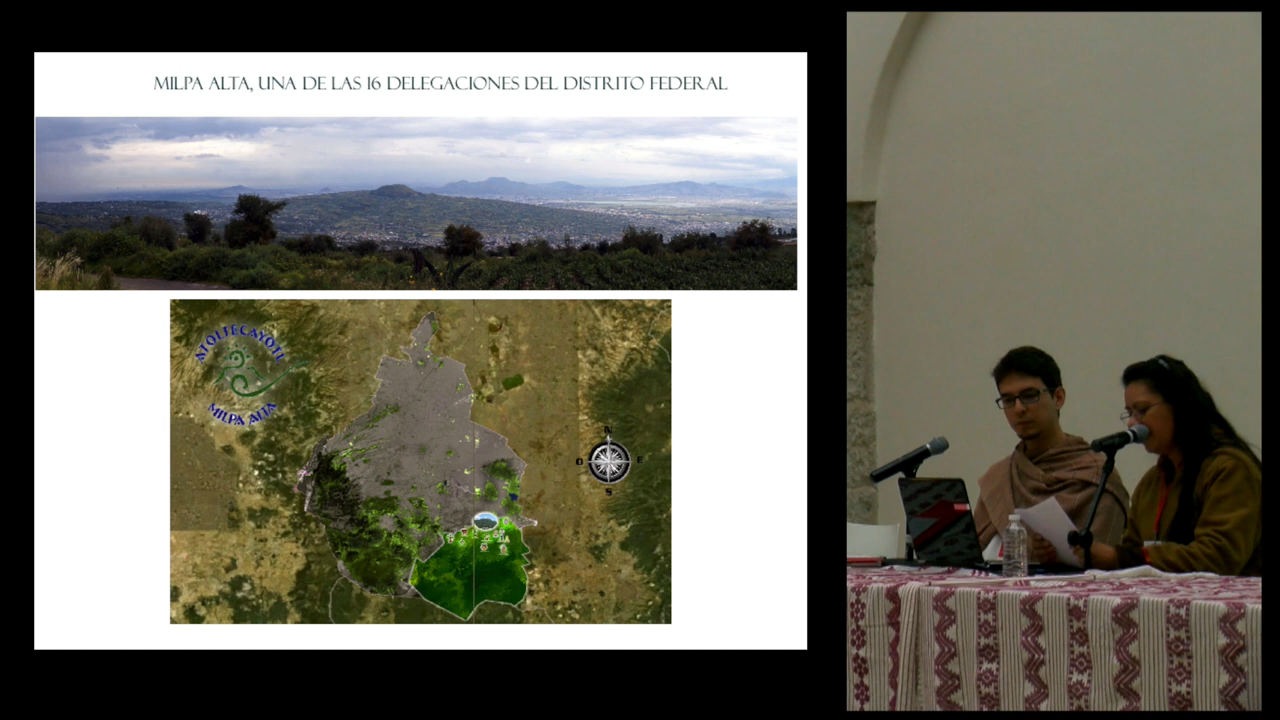 MILPA ALTA, UNA DE LAS 16 DELEGACIONES DEL DISTRITO FEDERAL
ATOLTECAYOTL
MILPA ALTA
N
O E
S